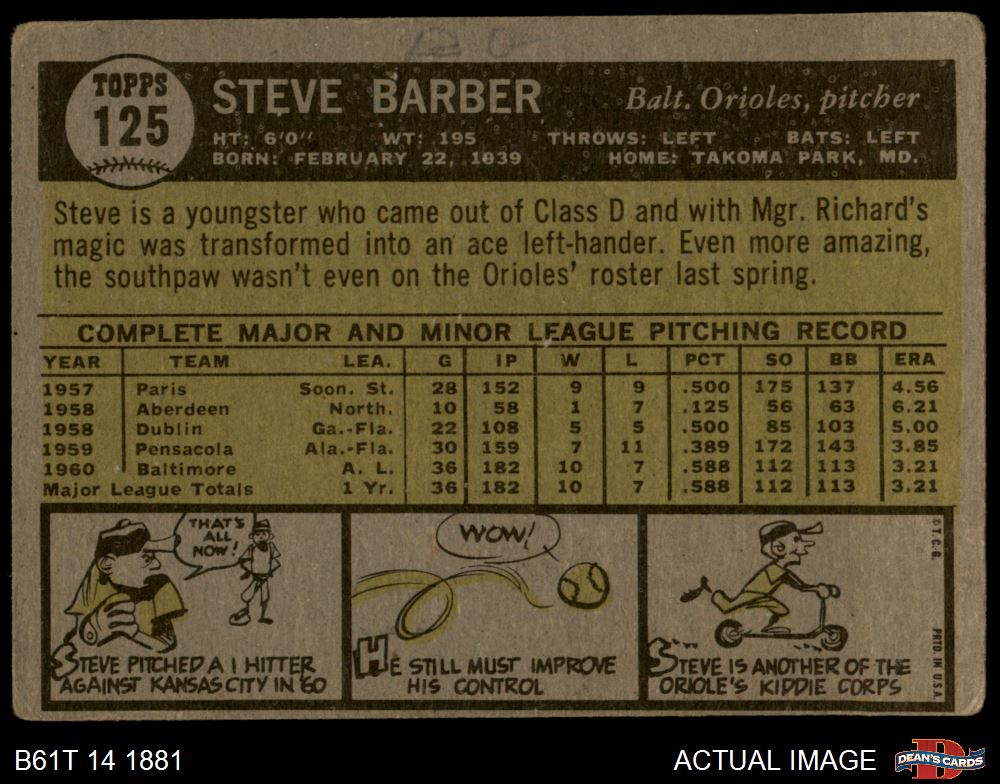 TOPPS
125
STEVE BARBER
Balt. Orioles, pitcher
HT: 6'0" WT: 195 THROWS: LEFT BATS: LEFT
BORN: FEBRUARY 22, 1939 HOME: TAKOMA PARK, MD.
Steve is a youngster who came out of Class D and with Mgr. Richard's
magic was transformed into an ace left-hander. Even more amazing,
the southpaw wasn't even on the Orioles' roster last spring.
COMPLETE MAJOR AND MINOR LEAGUE PITCHING RECORD
YEAR TEAM LEA. G IP W L PCT SO BB ERA
1957 Paris Soon. St. 28 152 9 9 .500 175 137 4.56
1958 Aberdeen North. 10 58 1 7 .125 56 63 6.21
1958 Dublin Ga.-Fla. 22 108 5 5 .500 85 103 5.00
1959 Pensacola Ala.-Fla. 30 159 7 11 .389 172 143 3.85
1960 Baltimore A. L. 36 182 10 7 .588 112 113 3.21
Major League Totals 1 Yr. 36 182 10 7 .588 112 113 3.21
THAT'S
ALL
NOW!
STEVE PITCHED A 1 HITTER
AGAINST KANSAS CITY IN '60
WOW!
HE STILL MUST IMPROVE
HIS CONTROL
STEVE IS ANOTHER OF THE
ORIOLE'S KIDDIE CORPS
© T.C.G.
PRTD. IN U.S.A.
B61T 14 1881
ACTUAL IMAGE
D
DEAN'S CARDS